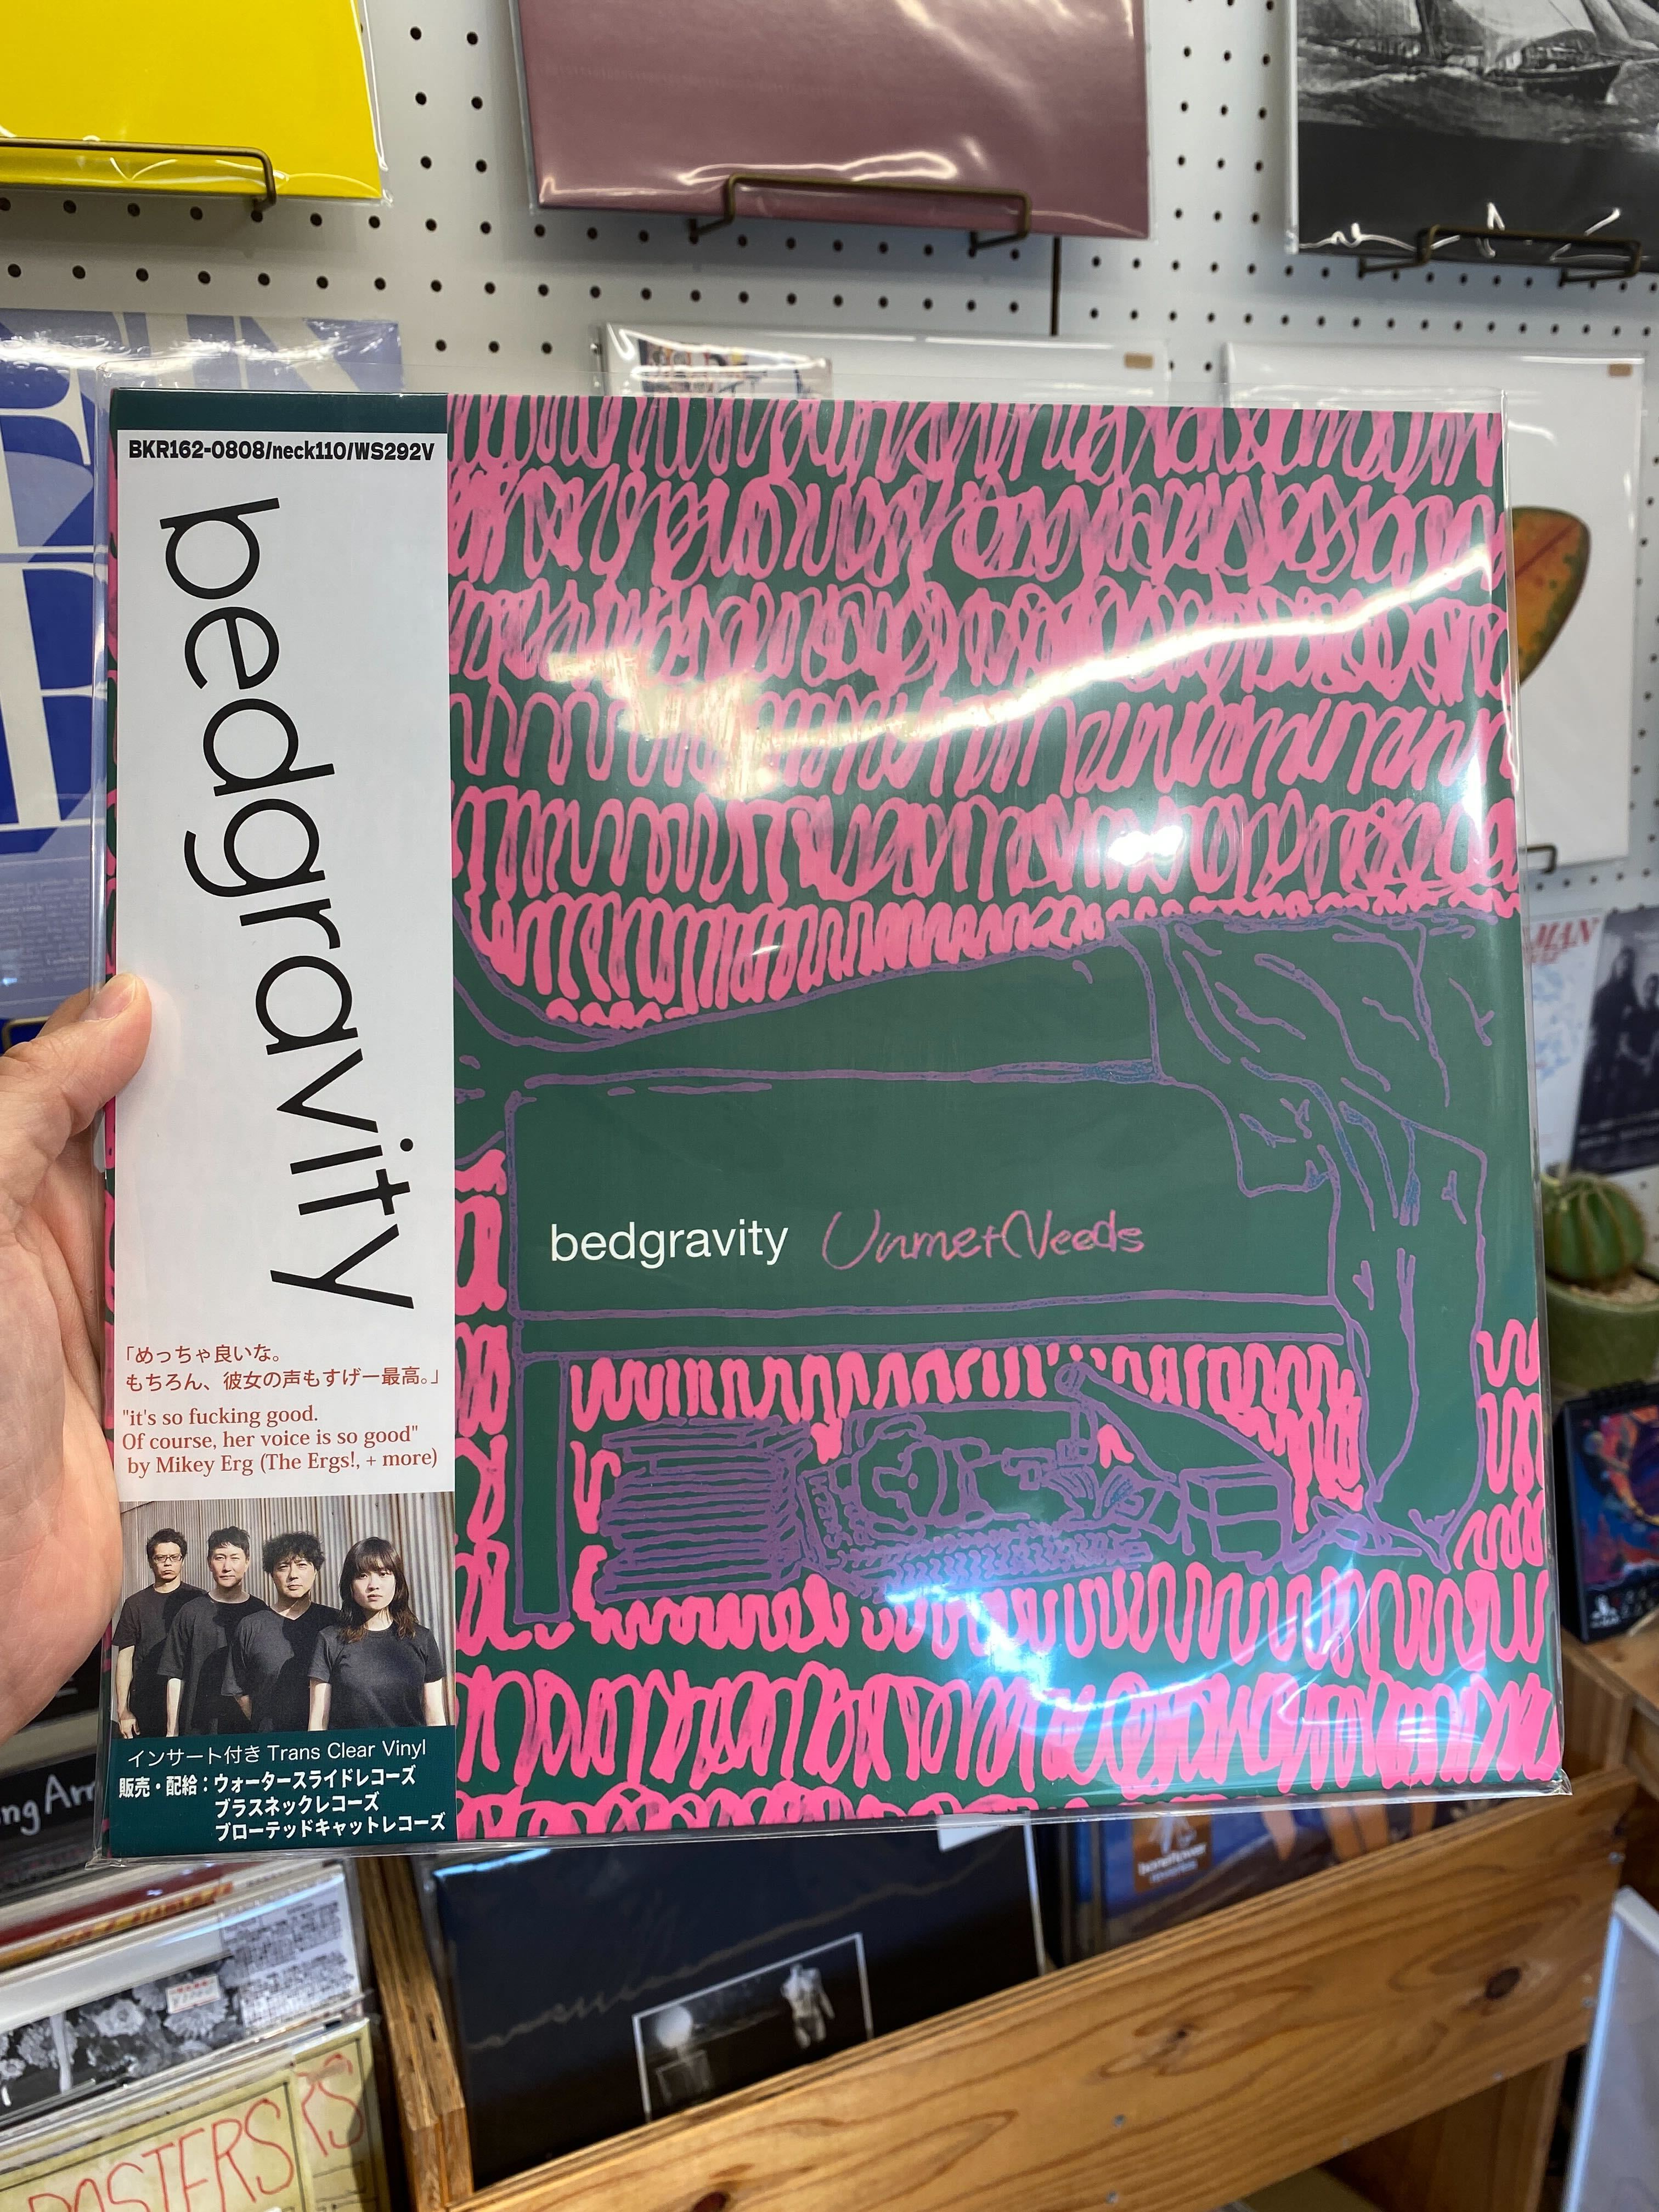 BKR162-0808/neck110/WS292V
bedgravity
「めっちゃ良いな。
もちろん、彼女の声もすげー最高。」
"it's so fucking good.
Of course, her voice is so good"
by Mikey Erg (The Ergs!, + more)
インサート付き Trans Clear Vinyl
販売・配給：ウォータースライドレコーズ
ブラスネックレコーズ
ブローテッドキャットレコーズ
bedgravity Unmet Needs
POSTERS